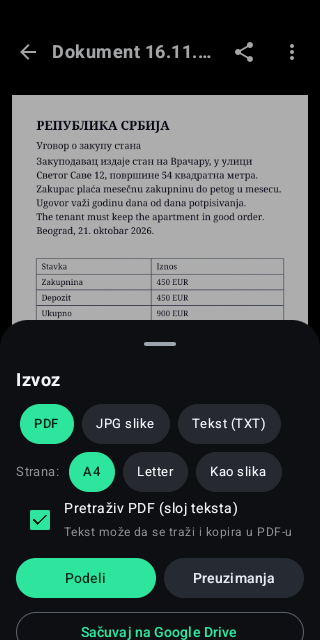 Dokument 16.11....
РЕПУБЛИКА СРБИЈА
Уговор о закупу стана
Закуподавац издаје стан на Врачару, у улици
Светог Саве 12, површине 54 квадратна метра.
Zakupac plaća mesečnu zakupninu do petog u mesecu.
Ugovor važi godinu dana od dana potpisivanja.
The tenant must keep the apartment in good order.
Beograd, 21. oktobar 2026.
Stavka Iznos
Zakupnina 450 EUR
Depozit 450 EUR
Ukupno 900 EUR
Izvoz
PDF JPG slike Tekst (TXT)
Strana: A4 Letter Kao slika
Pretraživ PDF (sloj teksta)
Tekst može da se traži i kopira u PDF-u
Podeli Preuzimanja
Sačuvaj na Google Drive